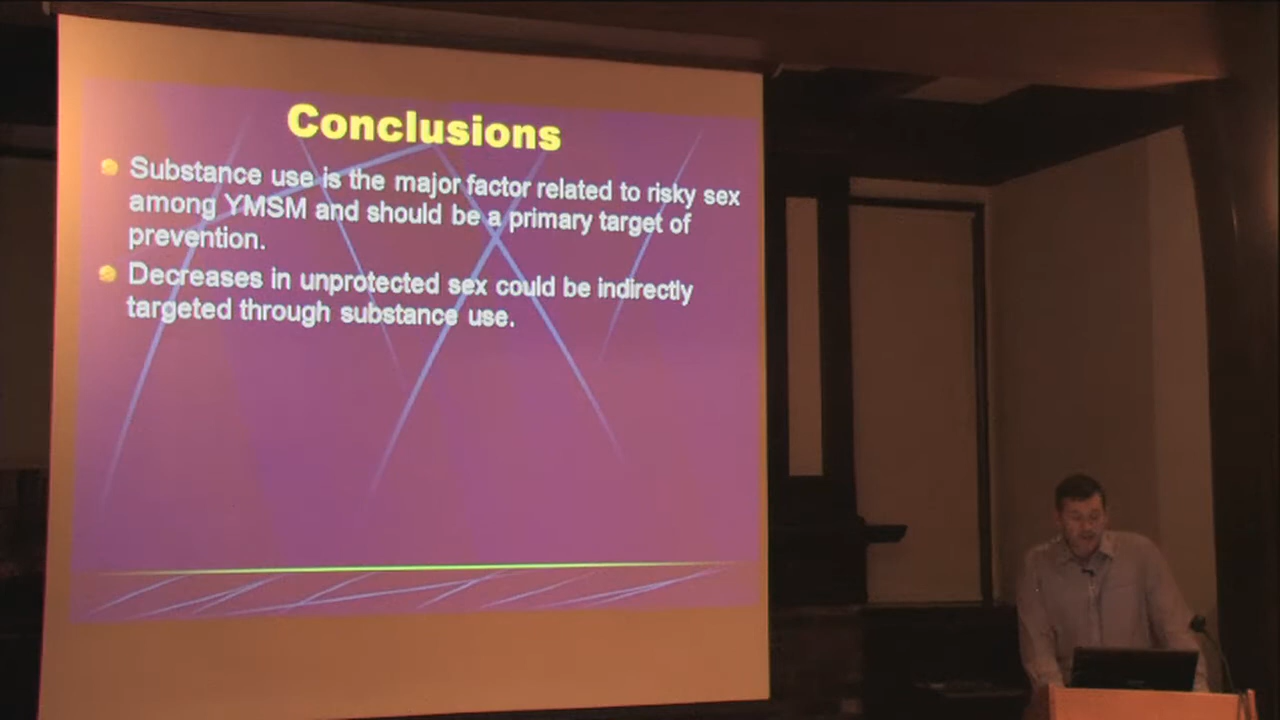 Conclusions
Substance use is the major factor related to risky sex
among YMSM and should be a primary target of
prevention.
Decreases in unprotected sex could be indirectly
targeted through substance use.